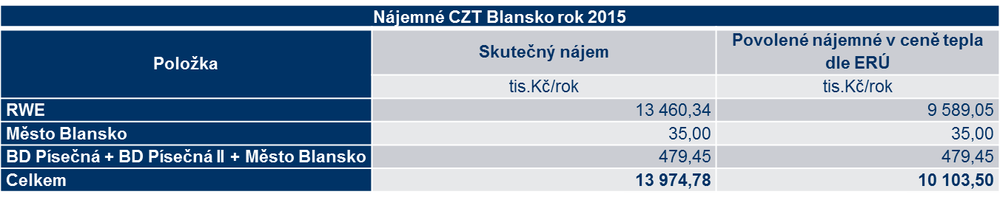 Nájemné CZT Blansko rok 2015
Položka Skutečný nájem Povolené nájemné v ceně tepla
dle ERÚ
tis.Kč/rok tis.Kč/rok
RWE 13 460,34 9 589,05
Město Blansko 35,00 35,00
BD Písečná + BD Písečná II + Město Blansko 479,45 479,45
Celkem 13 974,78 10 103,50